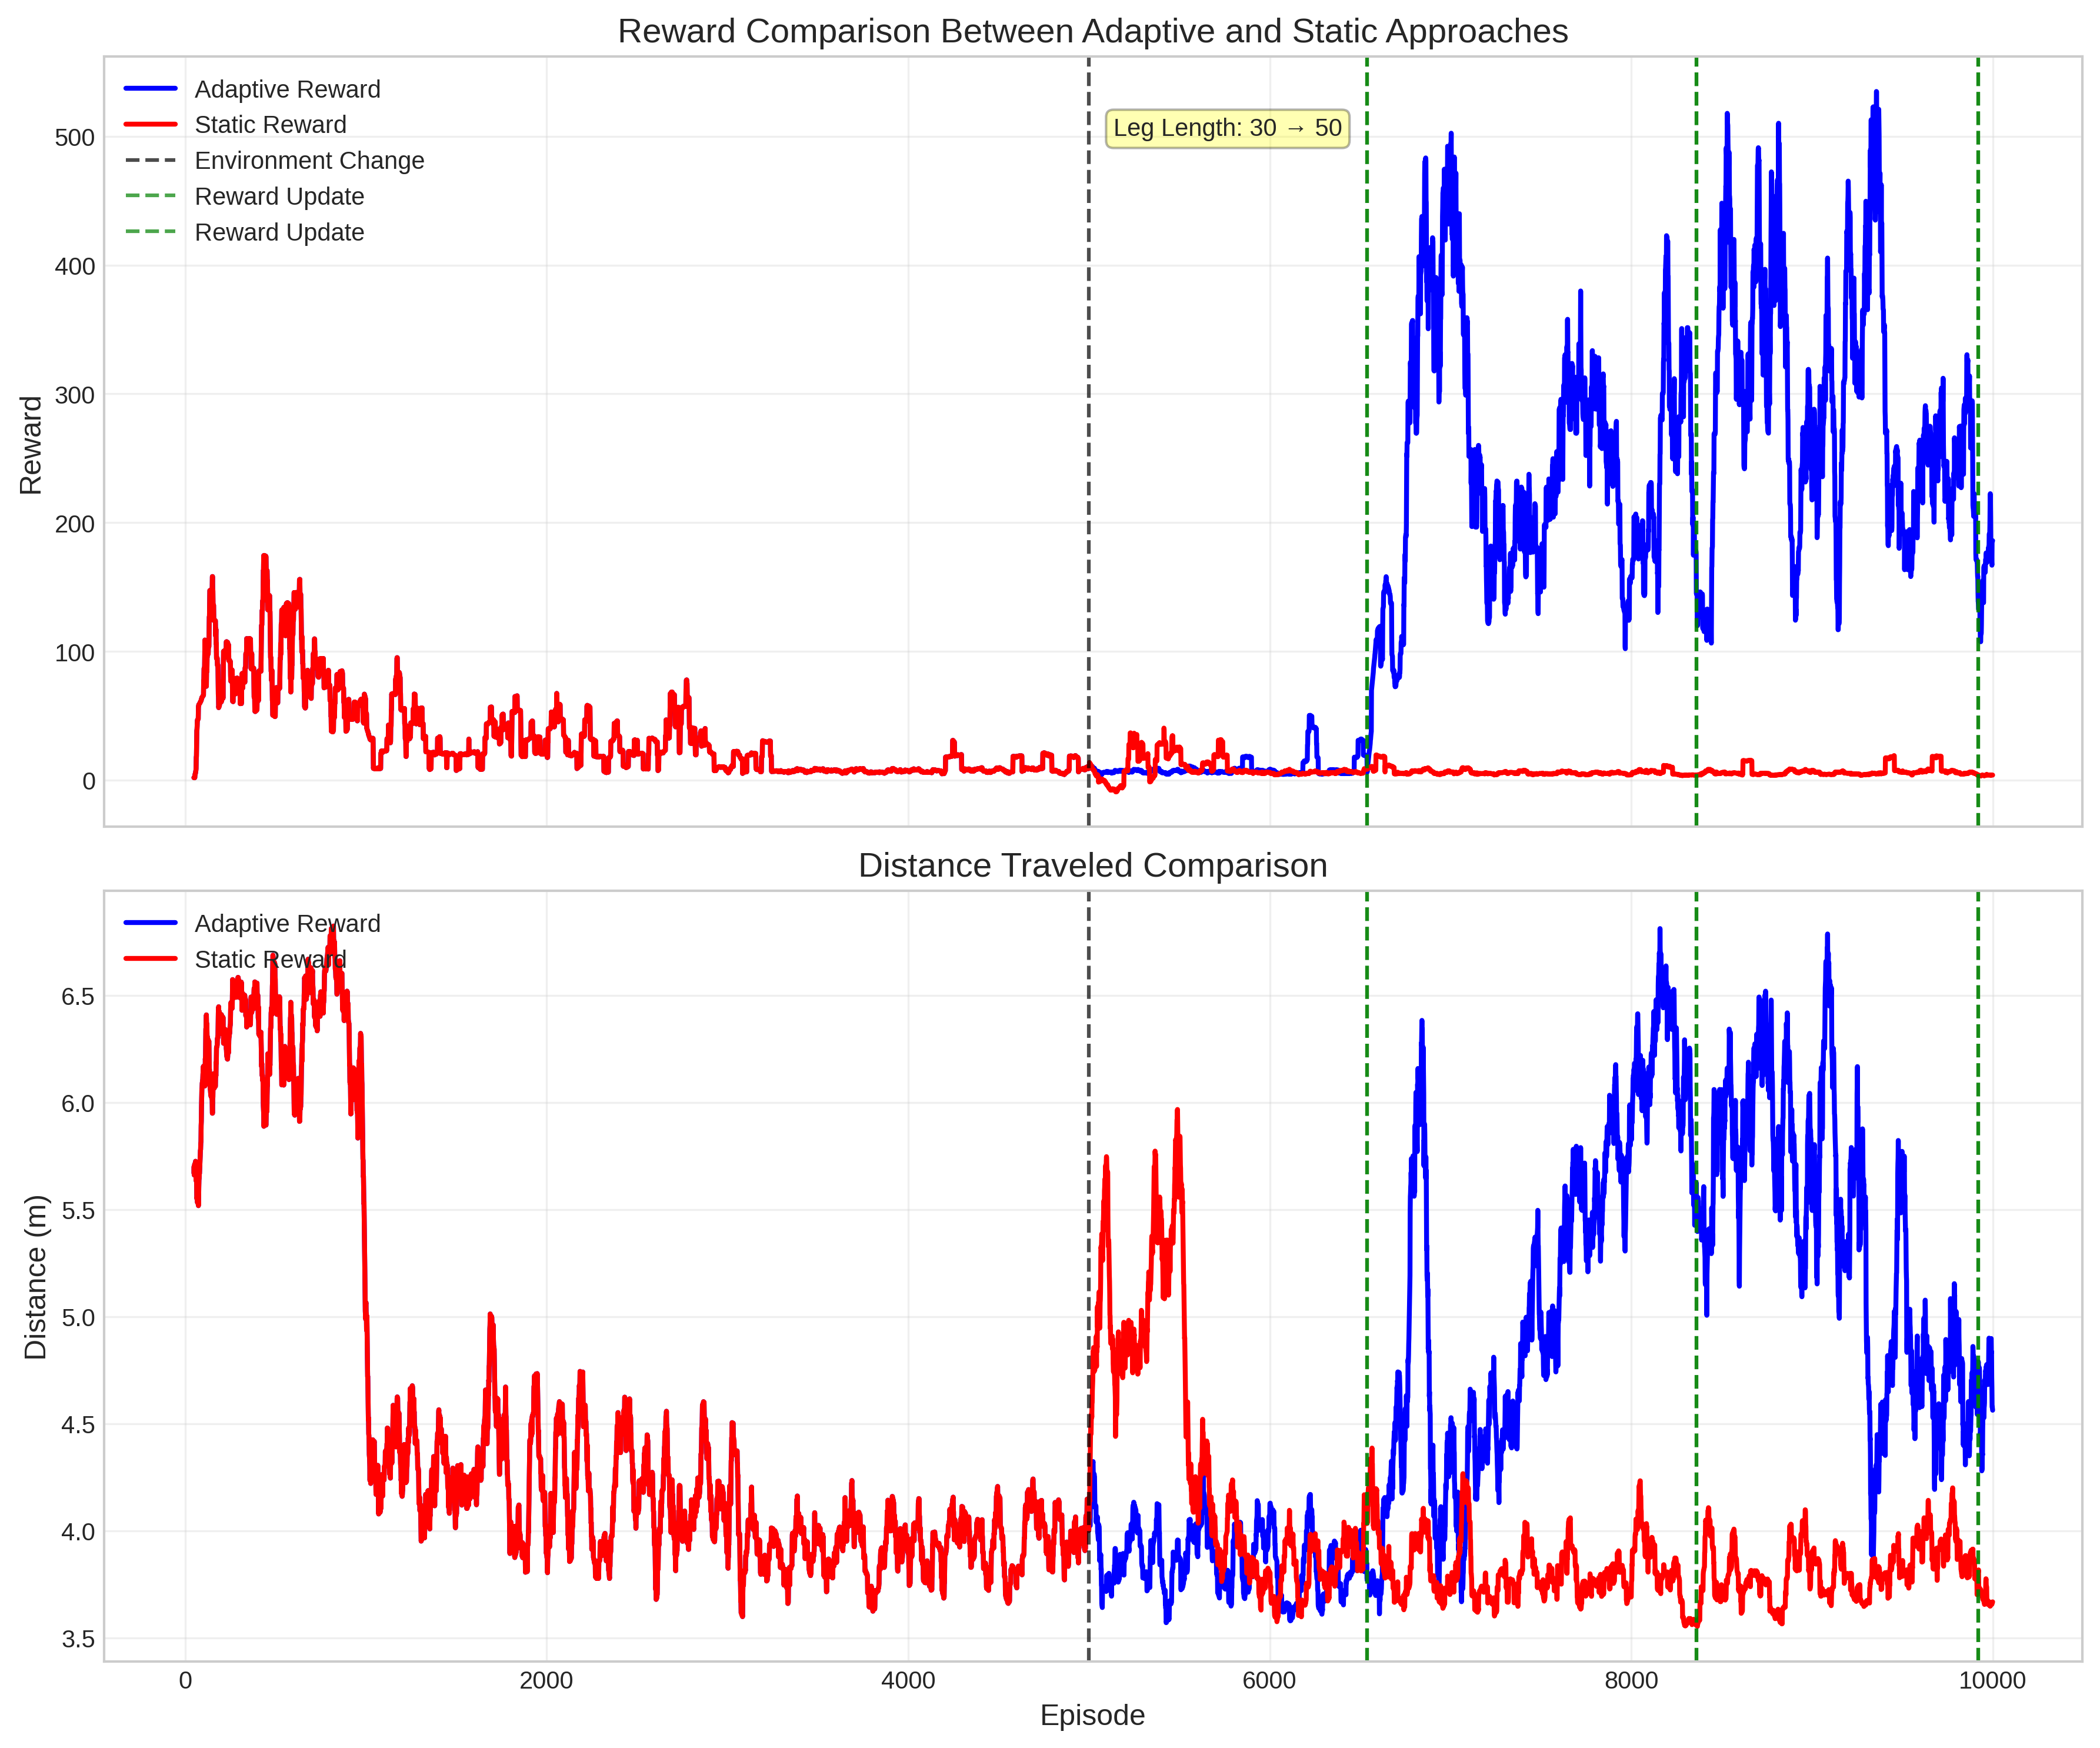 Reward Comparison Between Adaptive and Static Approaches
Adaptive Reward
Static Reward
Environment Change
Reward Update
Reward Update
Leg Length: 30 → 50
500
400
300
200
100
0
Reward
Distance Traveled Comparison
Adaptive Reward
Static Reward
6.5
6.0
5.5
5.0
4.5
4.0
3.5
Distance (m)
0
2000
4000
6000
8000
10000
Episode